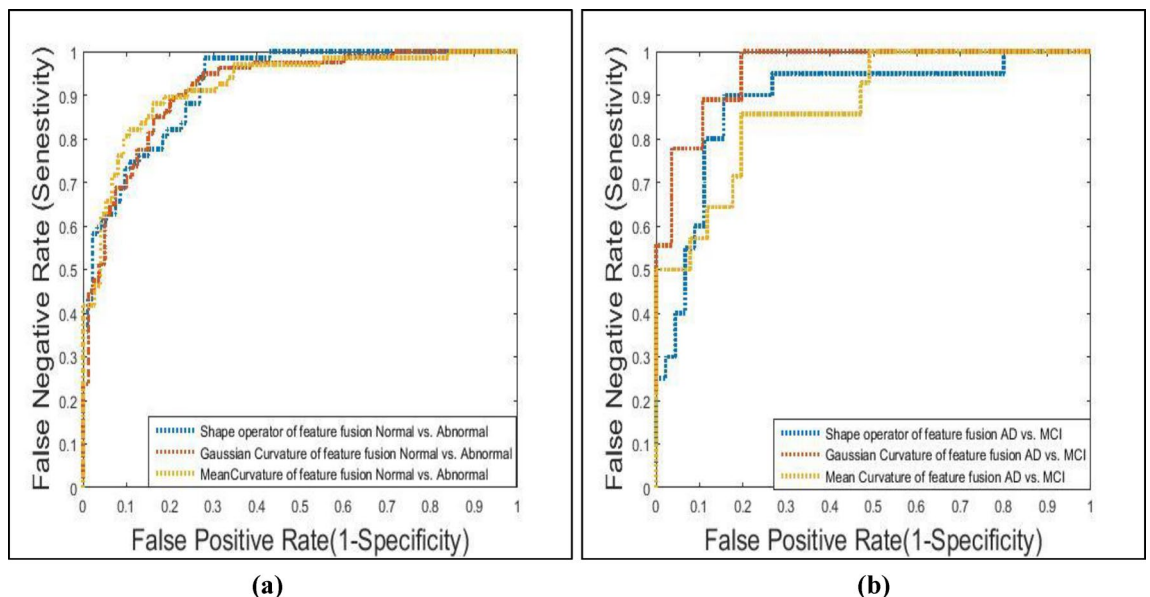 False Negative Rate (Senestivity)
1
0.9
0.8
0.7
0.6
0.5
0.4
0.3
0.2
0.1
0
Shape operator of feature fusion Normal vs. Abnormal
Gaussian Curvature of feature fusion Normal vs. Abnormal
MeanCurvature of feature fusion Normal vs. Abnormal
0 0.1 0.2 0.3 0.4 0.5 0.6 0.7 0.8 0.9 1
False Positive Rate(1-Specificity)
(a)
False Negative Rate (Senestivity)
1
0.9
0.8
0.7
0.6
0.5
0.4
0.3
0.2
0.1
0
Shape operator of feature fusion AD vs. MCI
Gaussian Curvature of feature fusion AD vs. MCI
Mean Curvature of feature fusion AD vs. MCI
0 0.1 0.2 0.3 0.4 0.5 0.6 0.7 0.8 0.9 1
False Positive Rate(1-Specificity)
(b)